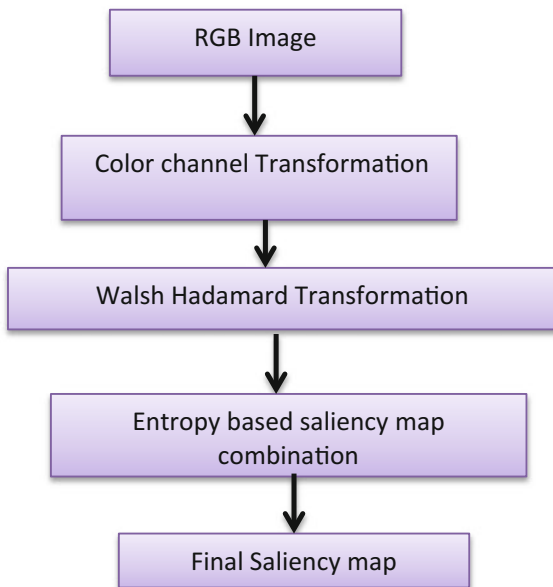 RGB Image
Color channel Transformation
Walsh Hadamard Transformation
Entropy based saliency map
combination
Final Saliency map